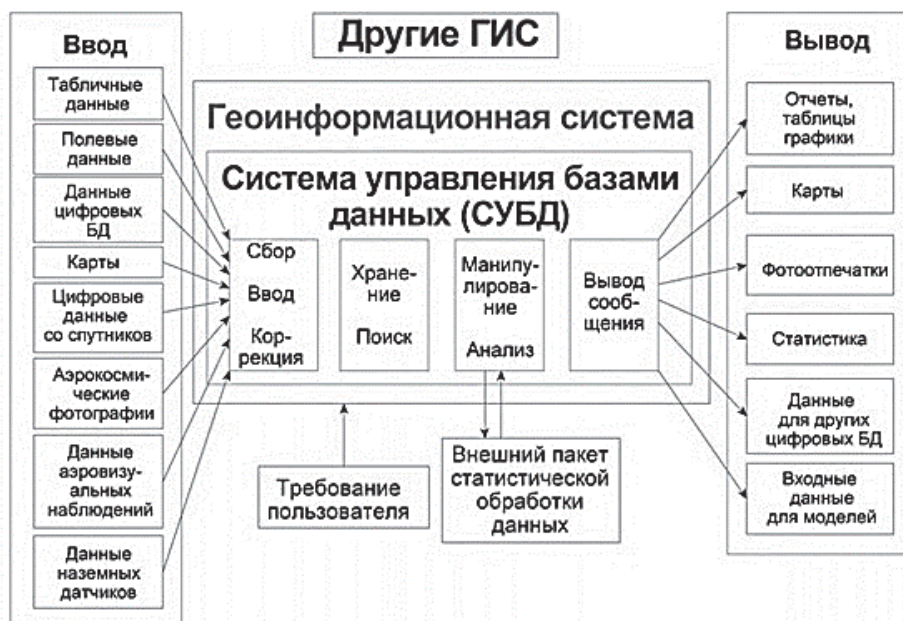 Ввод
Табличные
данные
Полевые
данные
Данные
цифровых
БД
Карты
Цифровые
данные
со спутников
Аэрокосми-
ческие
фотографии
Данные
аэровизу-
альных
наблюдений
Данные
наземных
датчиков
Другие ГИС
Геоинформационная система
Система управления базами
данных (СУБД)
Сбор
Ввод
Кор-
рекция
Хране-
ние
Поиск
Манипу-
лирова-
ние
Анализ
Вывод
сооб-
щения
Требование
пользователя
Внешний пакет
статистической
обработки
данных
Вывод
Отчеты,
таблицы
графики
Карты
Фотоотпечатки
Статистика
Данные
для других
цифровых БД
Входные
данные
для моделей